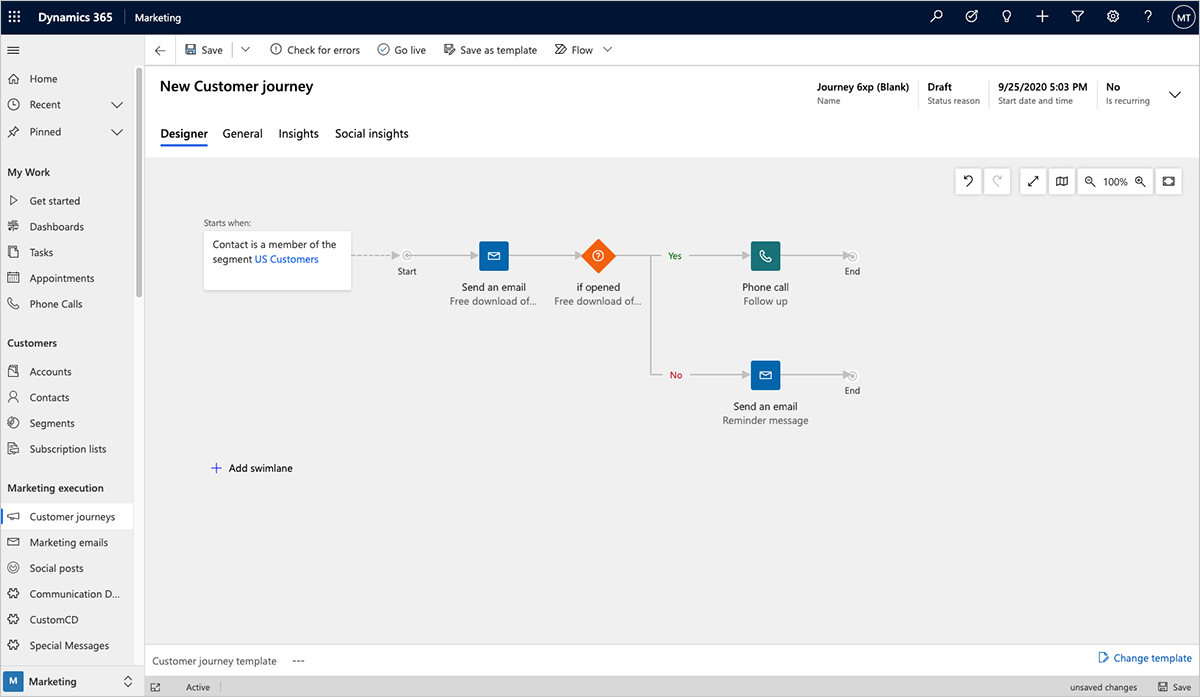 Dynamics 365 Marketing MT
Save Check for errors Go live Save as template Flow
Home
Recent
Pinned
My Work
Get started
Dashboards
Tasks
Appointments
Phone Calls
Customers
Accounts
Contacts
Segments
Subscription lists
Marketing execution
Customer journeys
Marketing emails
Social posts
Communication D...
CustomCD
Special Messages
M Marketing
New Customer journey
Journey 6xp (Blank)
Name
Draft
Status reason
9/25/2020 5:03 PM
Start date and time
No
Is recurring
Designer General Insights Social insights
100%
Starts when:
Contact is a member of the
segment US Customers
Start
Send an email
Free download of...
if opened
Free download of...
Yes
Phone call
Follow up
End
No
Send an email
Reminder message
End
Add swimlane
Customer journey template ---
Change template
Active unsaved changes Save